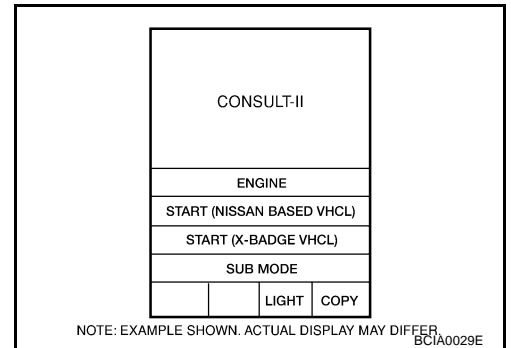 CONSULT-II
ENGINE
START (NISSAN BASED VHCL)
START (X-BADGE VHCL)
SUB MODE
LIGHT COPY
NOTE: EXAMPLE SHOWN. ACTUAL DISPLAY MAY DIFFER.
BCIA0029E